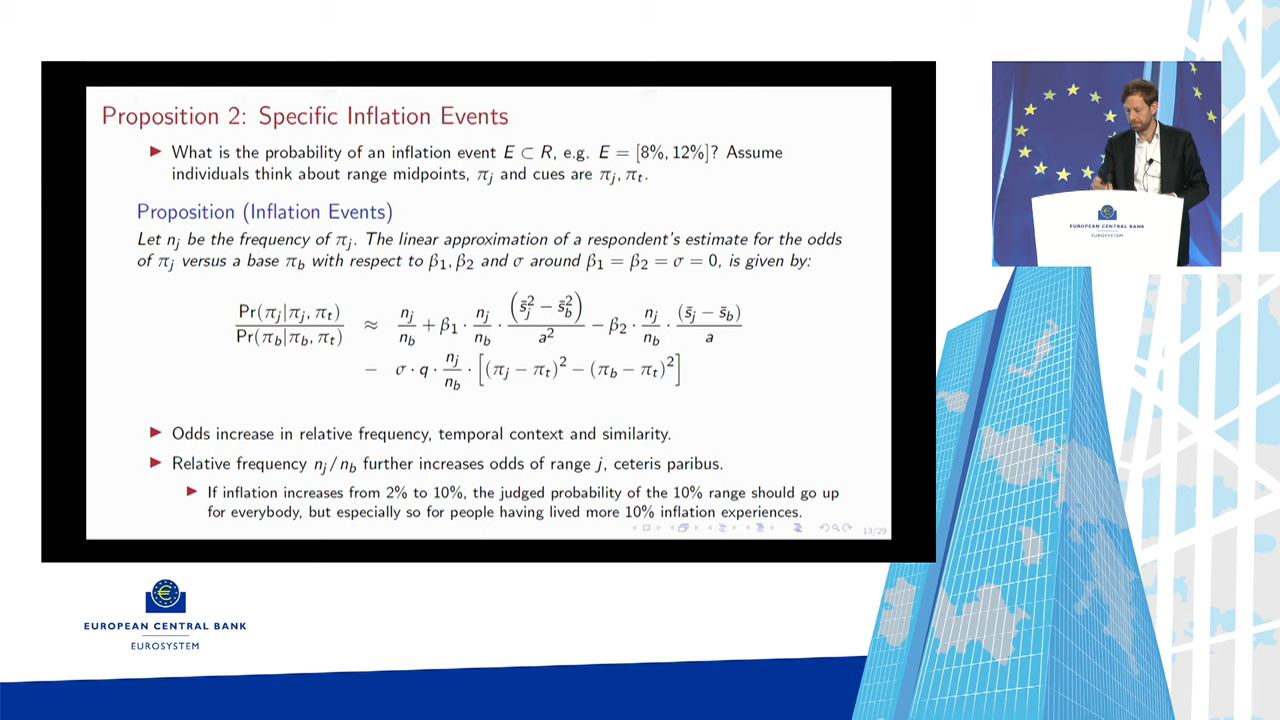 Proposition 2: Specific Inflation Events
▶ What is the probability of an inflation event E ⊂ R, e.g. E = [8%, 12%]? Assume
individuals think about range midpoints, π_j and cues are π_j, π_t.
Proposition (Inflation Events)
Let n_j be the frequency of π_j. The linear approximation of a respondent's estimate for the odds
of π_j versus a base π_b with respect to β_1, β_2 and σ around β_1 = β_2 = σ = 0, is given by:
Pr(π_j|π_j, π_t) / Pr(π_b|π_b, π_t) ≈ n_j/n_b + β_1 · n_j/n_b · (s̄_j^2 − s̄_b^2)/a^2 − β_2 · n_j/n_b · (s̄_j − s̄_b)/a
− σ · q · n_j/n_b · [(π_j − π_t)^2 − (π_b − π_t)^2]
▶ Odds increase in relative frequency, temporal context and similarity.
▶ Relative frequency n_j/n_b further increases odds of range j, ceteris paribus.
▶ If inflation increases from 2% to 10%, the judged probability of the 10% range should go up
for everybody, but especially so for people having lived more 10% inflation experiences.
13/29
EUROPEAN CENTRAL BANK
EUROSYSTEM
EUROPEAN CENTRAL BANK
EUROSYSTEM